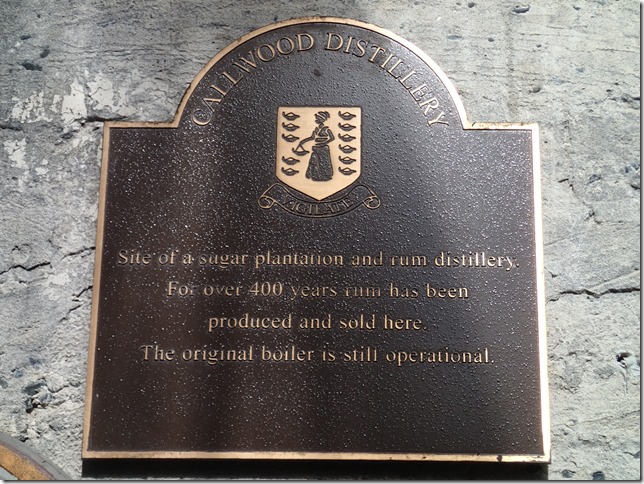 CALLWOOD DISTILLERY
VIGILATE
Site of a sugar plantation and rum distillery.
For over 400 years rum has been
produced and sold here.
The original boiler is still operational.